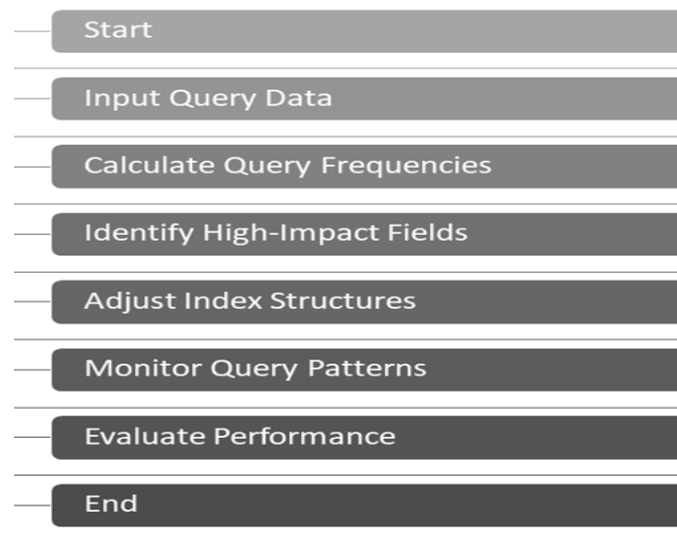 Start
Input Query Data
Calculate Query Frequencies
Identify High-Impact Fields
Adjust Index Structures
Monitor Query Patterns
Evaluate Performance
End